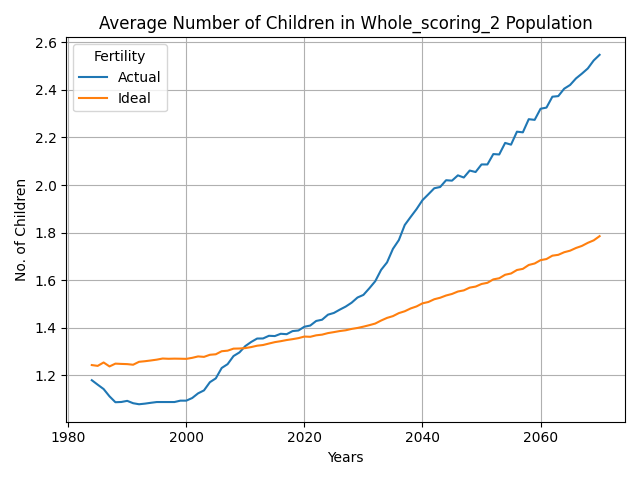 Average Number of Children in Whole_scoring_2 Population
Fertility
Actual
Ideal
No. of Children
2.6
2.4
2.2
2.0
1.8
1.6
1.4
1.2
1980
2000
2020
2040
2060
Years